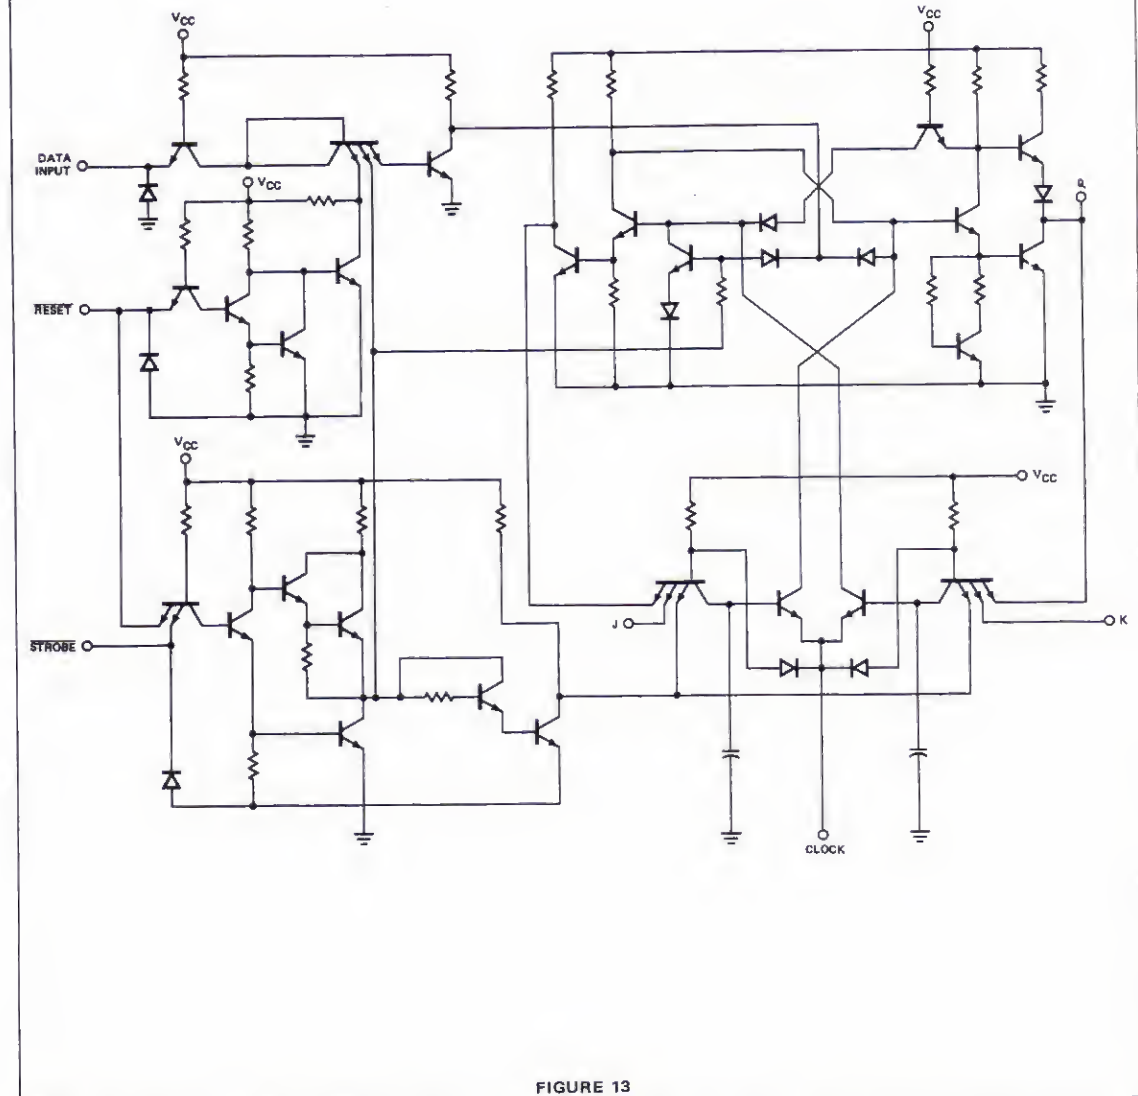 VCC
VCC
DATA
INPUT
VCC
Q
RESET
VCC
VCC
J
K
STROBE
CLOCK
FIGURE 13